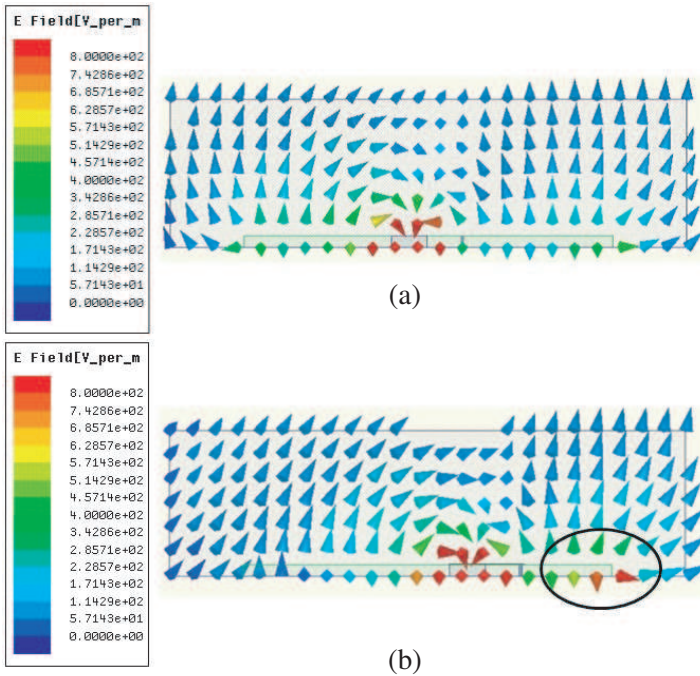 E Field[V_per_m
8.0000e+02
7.4286e+02
6.8571e+02
6.2857e+02
5.7143e+02
5.1429e+02
4.5714e+02
4.0000e+02
3.4286e+02
2.8571e+02
2.2857e+02
1.7143e+02
1.1429e+02
5.7143e+01
0.0000e+00
(a)
E Field[V_per_m
8.0000e+02
7.4286e+02
6.8571e+02
6.2857e+02
5.7143e+02
5.1429e+02
4.5714e+02
4.0000e+02
3.4286e+02
2.8571e+02
2.2857e+02
1.7143e+02
1.1429e+02
5.7143e+01
0.0000e+00
(b)